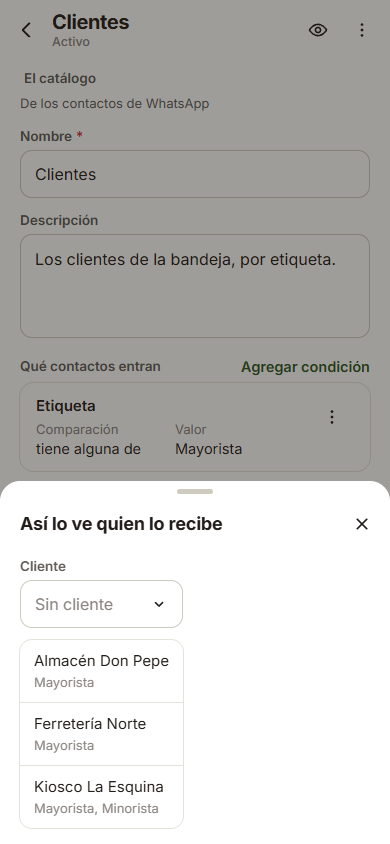 Clientes
Activo
El catálogo
De los contactos de WhatsApp
Nombre *
Clientes
Descripción
Los clientes de la bandeja, por etiqueta.
Qué contactos entran
Agregar condición
Etiqueta
Comparación
Valor
tiene alguna de
Mayorista
Así lo ve quien lo recibe
Cliente
Sin cliente
Almacén Don Pepe
Mayorista
Ferretería Norte
Mayorista
Kiosco La Esquina
Mayorista, Minorista